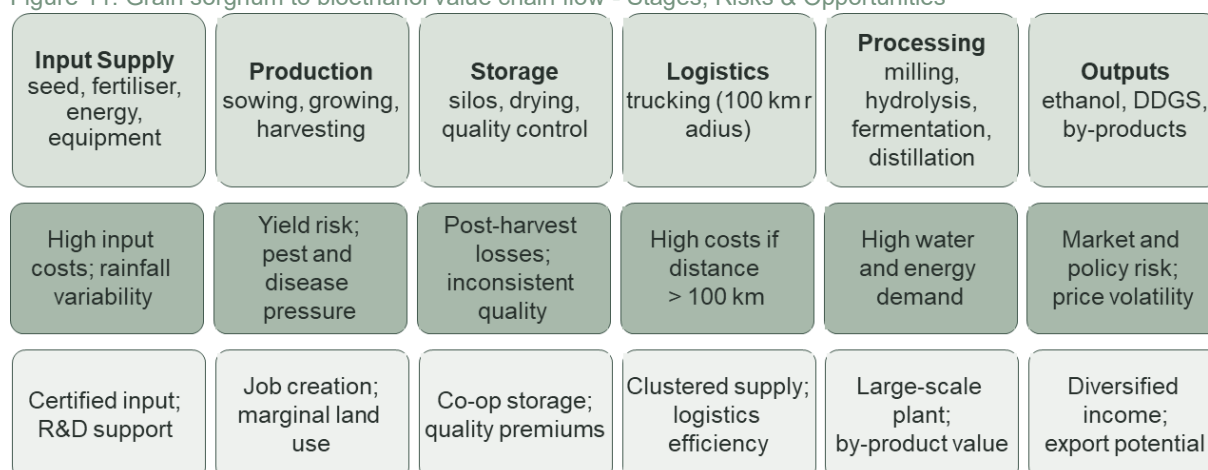 Figure 11: Grain sorghum to bioethanol value chain flow - Stages, Risks & Opportunities
Input Supply
seed, fertiliser,
energy,
equipment
Production
sowing, growing,
harvesting
Storage
silos, drying,
quality control
Logistics
trucking (100 km r
adius)
Processing
milling,
hydrolysis,
fermentation,
distillation
Outputs
ethanol, DDGS,
by-products
High input
costs; rainfall
variability
Yield risk;
pest and
disease
pressure
Post-harvest
losses;
inconsistent
quality
High costs if
distance
> 100 km
High water
and energy
demand
Market and
policy risk;
price volatility
Certified input;
R&D support
Job creation;
marginal land
use
Co-op storage;
quality premiums
Clustered supply;
logistics
efficiency
Large-scale
plant;
by-product value
Diversified
income;
export potential